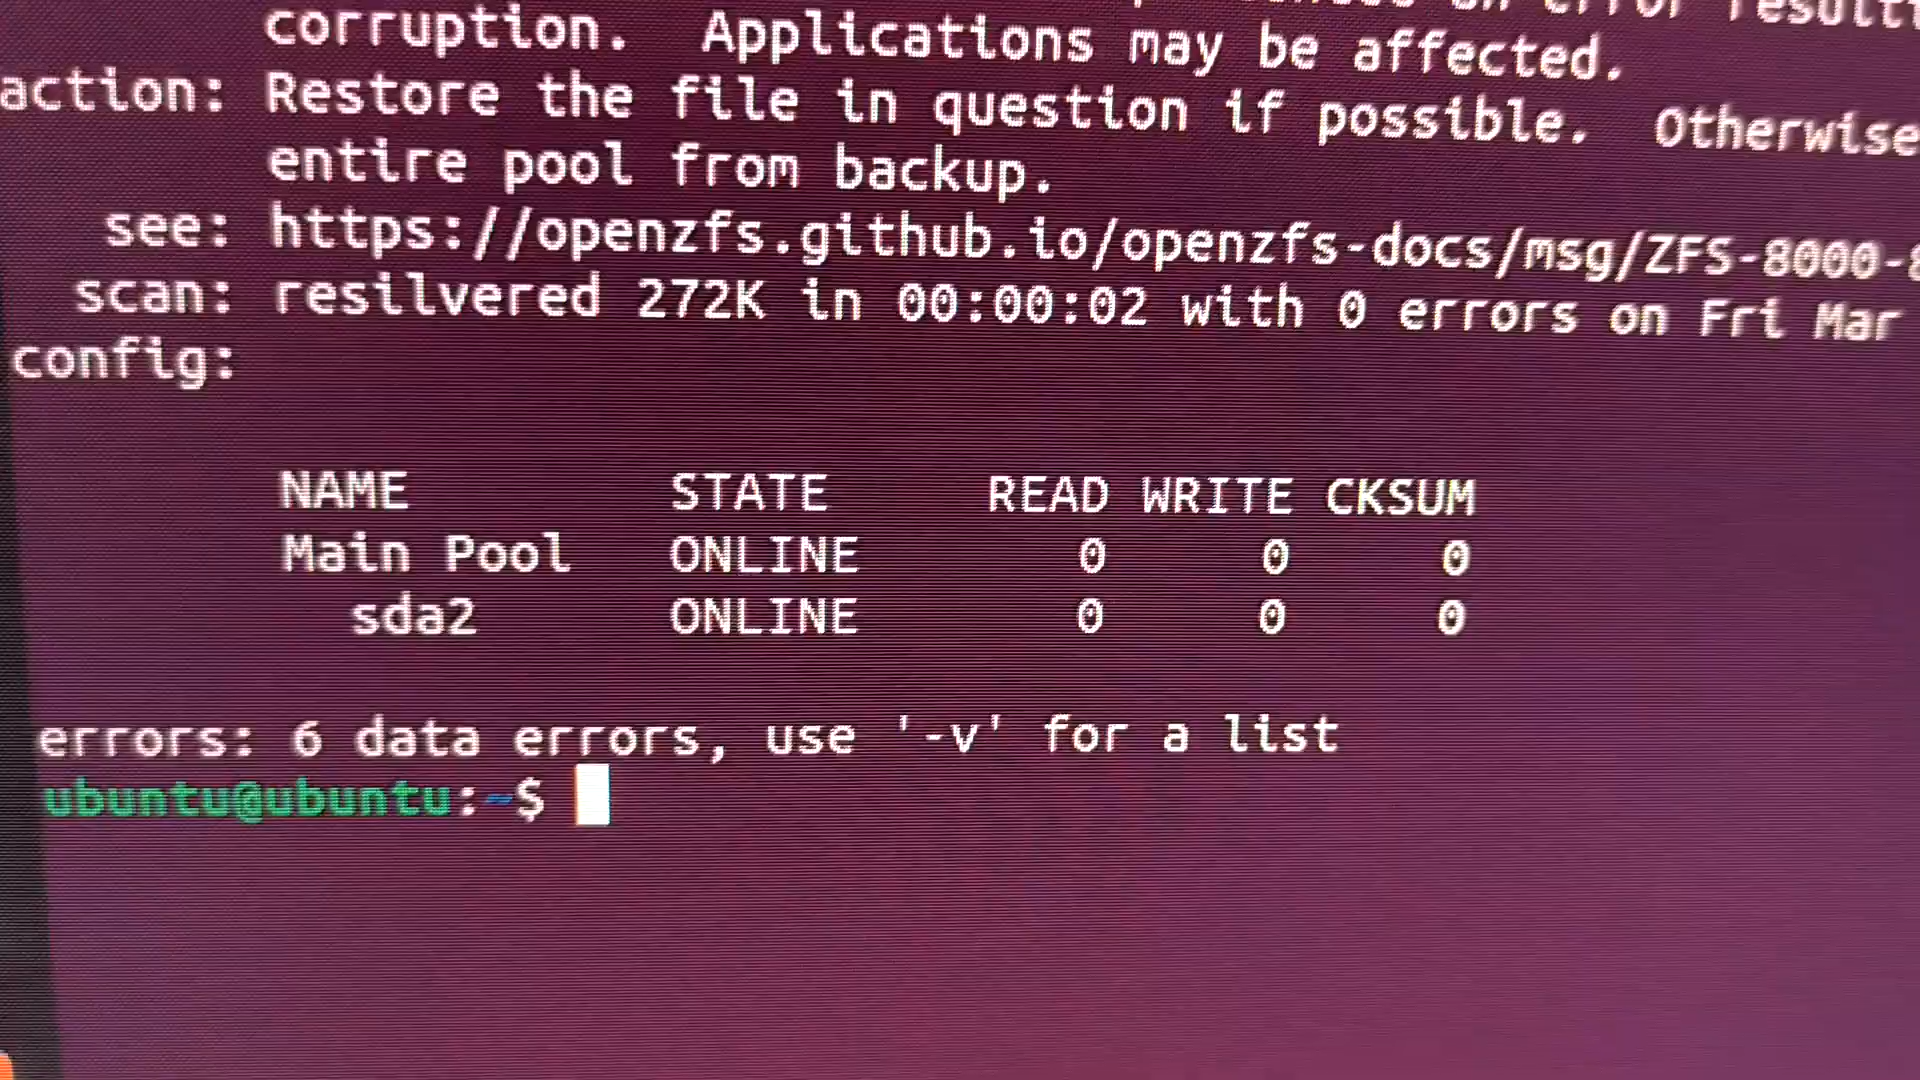 an error
corruption.  Applications may be affected.
action: Restore the file in question if possible.  Otherwise
entire pool from backup.
see: https://openzfs.github.io/openzfs-docs/msg/ZFS-8000-
scan: resilvered 272K in 00:00:02 with 0 errors on Fri Mar
config:
NAME STATE READ WRITE CKSUM
Main Pool ONLINE 0 0 0
sda2 ONLINE 0 0 0
errors: 6 data errors, use '-v' for a list
ubuntu@ubuntu:~$